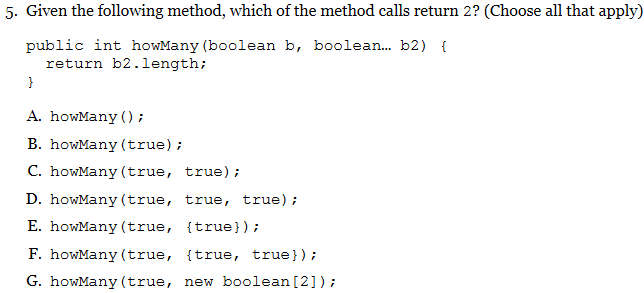 5. Given the following method, which of the method calls return 2? (Choose all that apply)
public int howMany(boolean b, boolean... b2) {
return b2.length;
}
A. howMany();
B. howMany(true);
C. howMany(true, true);
D. howMany(true, true, true);
E. howMany(true, {true});
F. howMany(true, {true, true});
G. howMany(true, new boolean[2]);